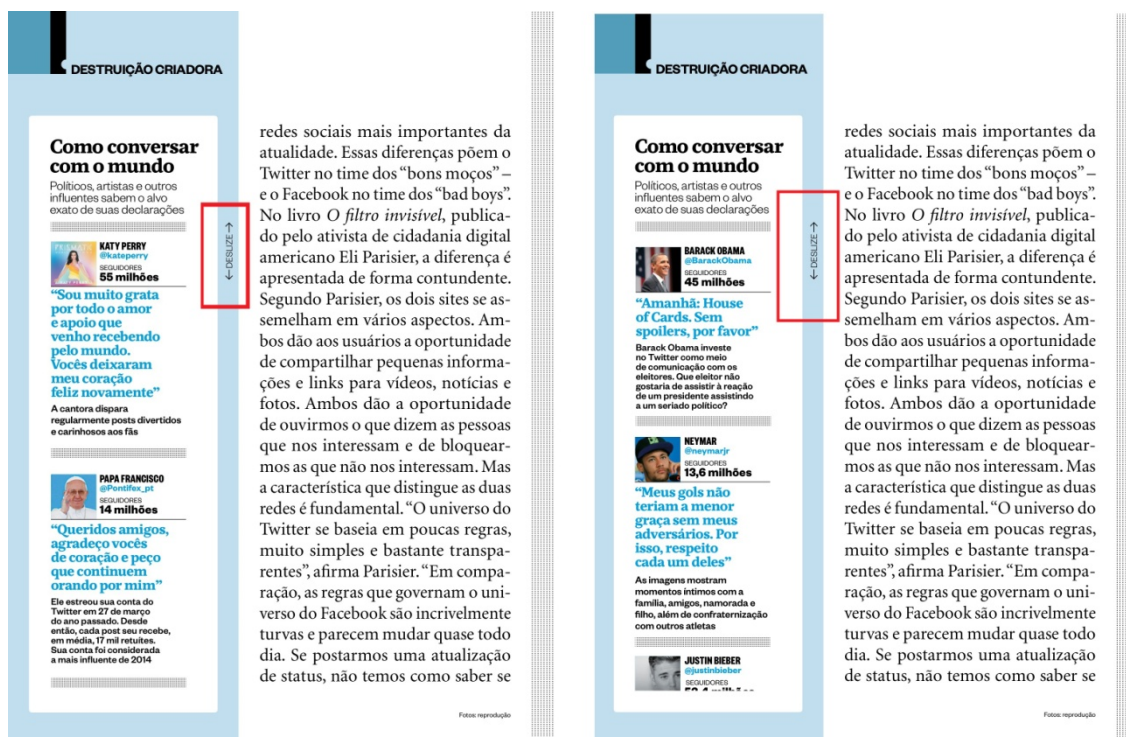 DESTRUIÇÃO CRIADORA
Como conversar
com o mundo
Políticos, artistas e outros
influentes sabem o alvo
exato de suas declarações
KATY PERRY
@kateperry
SEGUIDORES
55 milhões
“Sou muito grata
por todo o amor
e apoio que
venho recebendo
pelo mundo.
Vocês deixaram
meu coração
feliz novamente”
A cantora dispara
regularmente posts divertidos
e carinhosos aos fãs
PAPA FRANCISCO
@Pontifex_pt
SEGUIDORES
14 milhões
“Queridos amigos,
agradeço vocês
de coração e peço
que continuem
orando por mim”
Ele estreou sua conta do
Twitter em 27 de março
do ano passado. Desde
então, cada post seu recebe,
em média, 17 mil retuítes.
Sua conta foi considerada
a mais influente de 2014
←DESLIZE→
redes sociais mais importantes da
atualidade. Essas diferenças põem o
Twitter no time dos “bons moços” –
e o Facebook no time dos “bad boys”.
No livro O filtro invisível, publica-
do pelo ativista de cidadania digital
americano Eli Parisier, a diferença é
apresentada de forma contundente.
Segundo Parisier, os dois sites se as-
semelham em vários aspectos. Am-
bos dão aos usuários a oportunidade
de compartilhar pequenas informa-
ções e links para vídeos, notícias e
fotos. Ambos dão a oportunidade
de ouvirmos o que dizem as pessoas
que nos interessam e de bloquear-
mos as que não nos interessam. Mas
a característica que distingue as duas
redes é fundamental. “O universo do
Twitter se baseia em poucas regras,
muito simples e bastante transpa-
rentes”, afirma Parisier. “Em compa-
ração, as regras que governam o uni-
verso do Facebook são incrivelmente
turvas e parecem mudar quase todo
dia. Se postarmos uma atualização
de status, não temos como saber se
Fotos: reprodução
DESTRUIÇÃO CRIADORA
Como conversar
com o mundo
Políticos, artistas e outros
influentes sabem o alvo
exato de suas declarações
BARACK OBAMA
@BarackObama
SEGUIDORES
45 milhões
“Amanhã: House
of Cards. Sem
spoilers, por favor”
Barack Obama investe
no Twitter como meio
de comunicação com os
eleitores. Que eleitor não
gostaria de assistir à reação
de um presidente assistindo
a um seriado político?
NEYMAR
@neymarjr
SEGUIDORES
13,6 milhões
“Meus gols não
teriam a menor
graça sem meus
adversários. Por
isso, respeito
cada um deles”
As imagens mostram
momentos íntimos com a
família, amigos, namorada e
filho, além de confraternização
com outros atletas
JUSTIN BIEBER
@justinbieber
SEGUIDORES
←DESLIZE→
redes sociais mais importantes da
atualidade. Essas diferenças põem o
Twitter no time dos “bons moços” –
e o Facebook no time dos “bad boys”.
No livro O filtro invisível, publica-
do pelo ativista de cidadania digital
americano Eli Parisier, a diferença é
apresentada de forma contundente.
Segundo Parisier, os dois sites se as-
semelham em vários aspectos. Am-
bos dão aos usuários a oportunidade
de compartilhar pequenas informa-
ções e links para vídeos, notícias e
fotos. Ambos dão a oportunidade
de ouvirmos o que dizem as pessoas
que nos interessam e de bloquear-
mos as que não nos interessam. Mas
a característica que distingue as duas
redes é fundamental. “O universo do
Twitter se baseia em poucas regras,
muito simples e bastante transpa-
rentes”, afirma Parisier. “Em compa-
ração, as regras que governam o uni-
verso do Facebook são incrivelmente
turvas e parecem mudar quase todo
dia. Se postarmos uma atualização
de status, não temos como saber se
Fotos: reprodução